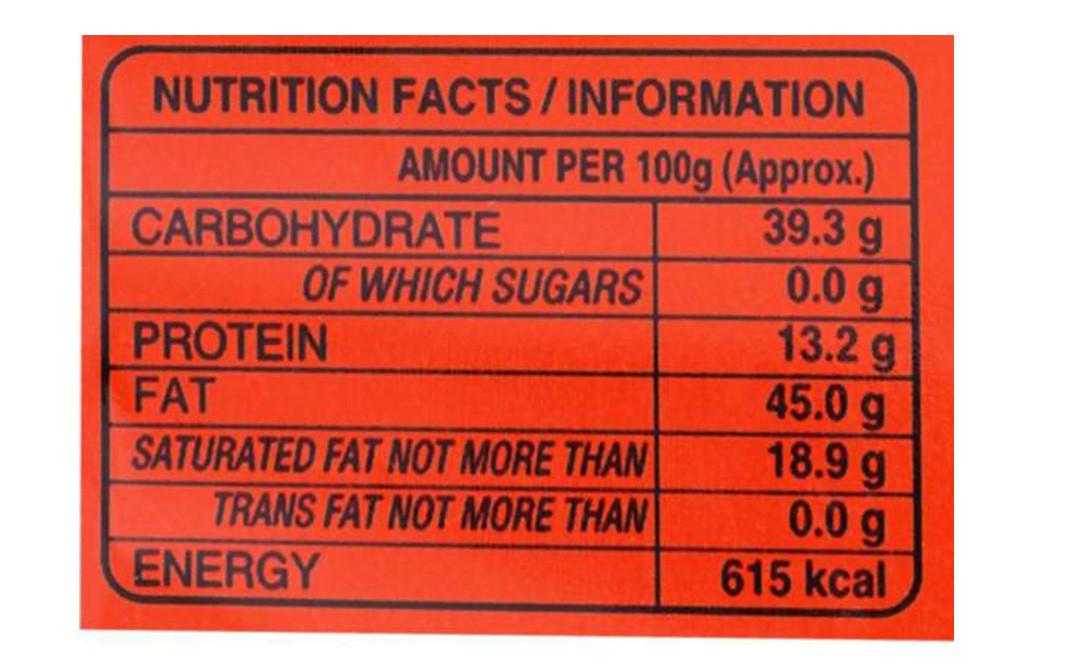 NUTRITION FACTS / INFORMATION
AMOUNT PER 100g (Approx.)
CARBOHYDRATE 39.3 g
OF WHICH SUGARS 0.0 g
PROTEIN 13.2 g
FAT 45.0 g
SATURATED FAT NOT MORE THAN 18.9 g
TRANS FAT NOT MORE THAN 0.0 g
ENERGY 615 kcal